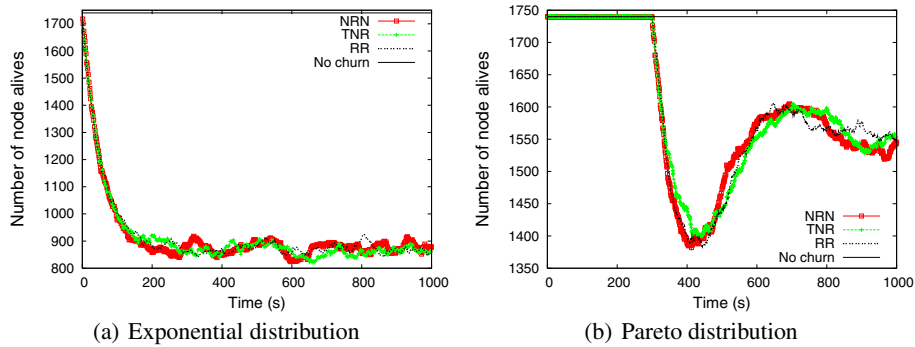 Number of node alives
1700
1600
1500
1400
1300
1200
1100
1000
900
800
0 200 400 600 800 1000
Time (s)
NRN
TNR
RR
No churn
(a) Exponential distribution
Number of node alives
1750
1700
1650
1600
1550
1500
1450
1400
1350
0 200 400 600 800 1000
Time (s)
NRN
TNR
RR
No churn
(b) Pareto distribution